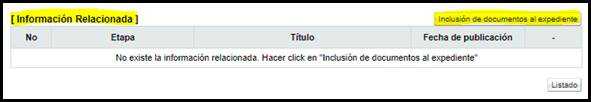 [ Información Relacionada ] Inclusión de documentos al expediente
No Etapa Título Fecha de publicación -
No existe la información relacionada. Hacer click en "Inclusión de documentos al expediente"
Listado